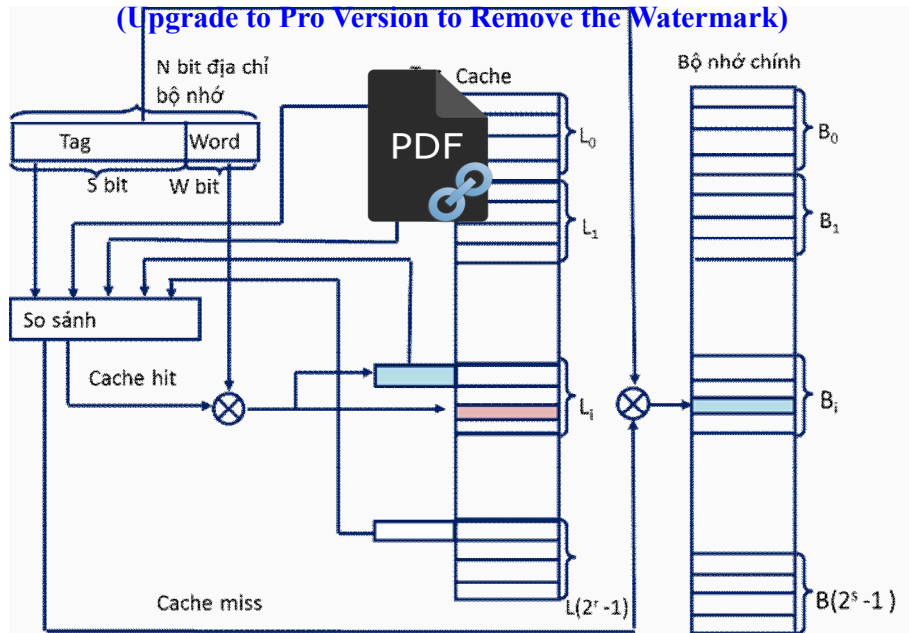 (Upgrade to Pro Version to Remove the Watermark)
N bit địa chỉ
bộ nhớ
Cache
Bộ nhớ chính
PDF
Tag
Word
S bit
W bit
L₀
B₀
L₁
B₁
So sánh
Cache hit
Lᵢ
Bᵢ
Cache miss
L(2ʳ -1)
B(2ˢ -1 )